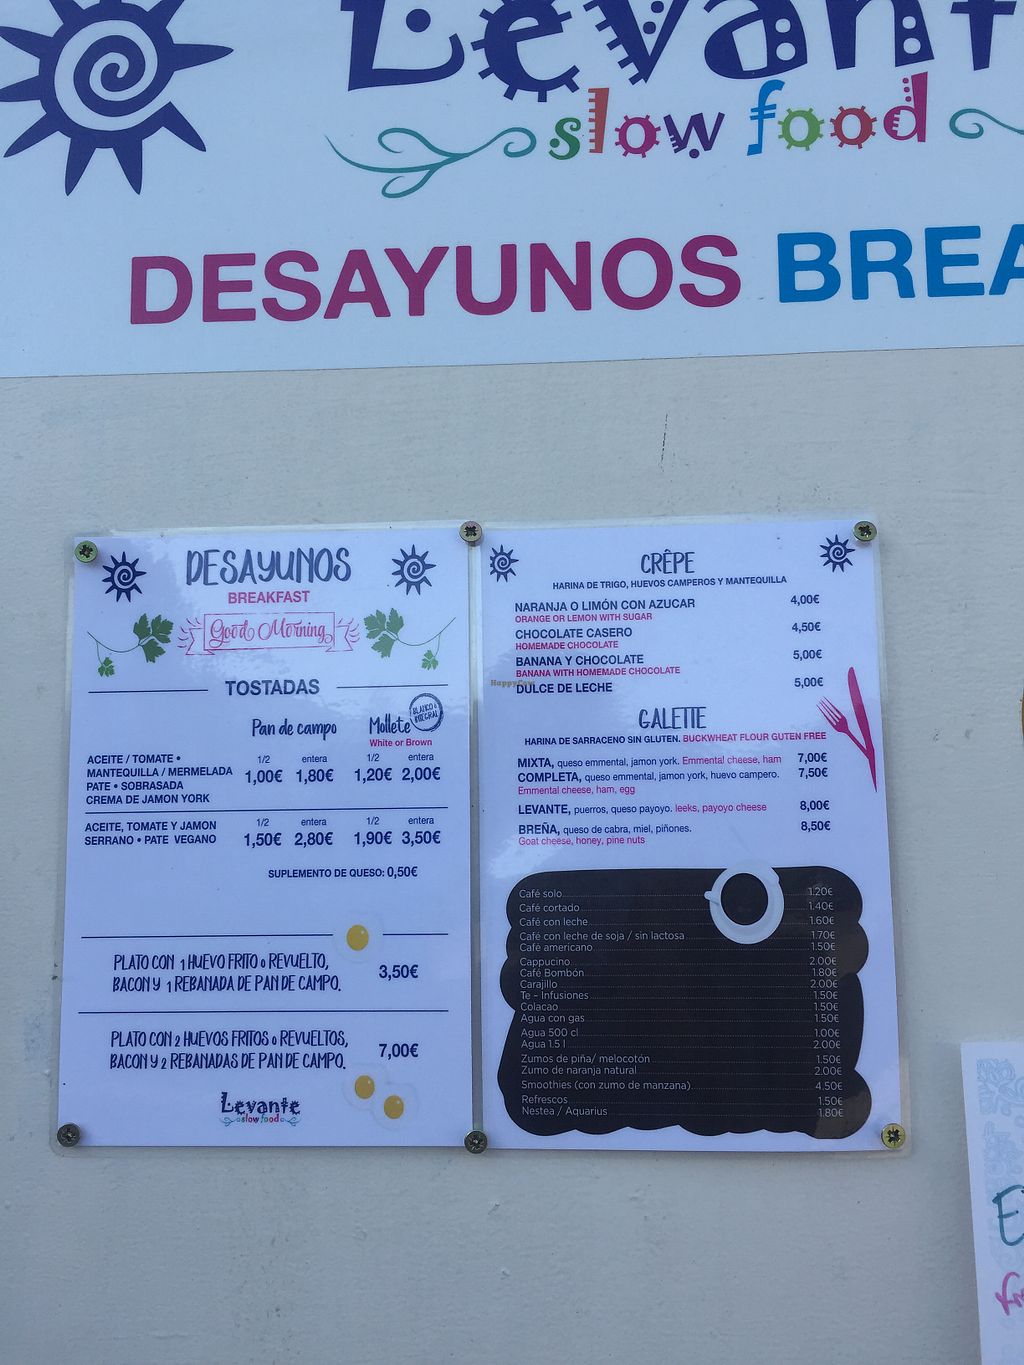 Levante
slow food
DESAYUNOS BREA
DESAYUNOS
BREAKFAST
Good Morning
TOSTADAS
Pan de campo Mollete BLANCO o INTEGRAL
White or Brown
1/2 entera 1/2 entera
ACEITE / TOMATE •
MANTEQUILLA / MERMELADA 1,00€ 1,80€ 1,20€ 2,00€
PATE • SOBRASADA
CREMA DE JAMON YORK
1/2 entera 1/2 entera
ACEITE, TOMATE Y JAMON
SERRANO • PATE VEGANO 1,50€ 2,80€ 1,90€ 3,50€
SUPLEMENTO DE QUESO: 0,50€
PLATO CON 1 HUEVO FRITO o REVUELTO,
BACON Y 1 REBANADA DE PAN DE CAMPO. 3,50€
PLATO CON 2 HUEVOS FRITOS o REVUELTOS,
BACON Y 2 REBANADAS DE PAN DE CAMPO. 7,00€
Levante
slow food
CRÊPE
HARINA DE TRIGO, HUEVOS CAMPEROS Y MANTEQUILLA
NARANJA O LIMÓN CON AZUCAR 4,00€
ORANGE OR LEMON WITH SUGAR
CHOCOLATE CASERO 4,50€
HOMEMADE CHOCOLATE
BANANA Y CHOCOLATE 5,00€
BANANA WITH HOMEMADE CHOCOLATE
HappyCow
DULCE DE LECHE 5,00€
GALETTE
HARINA DE SARRACENO SIN GLUTEN. BUCKWHEAT FLOUR GUTEN FREE
MIXTA, queso emmental, jamon york. Emmental cheese, ham 7,00€
COMPLETA, queso emmental, jamon york, huevo campero. 7,50€
Emmental cheese, ham, egg
LEVANTE, puerros, queso payoyo. leeks, payoyo cheese 8,00€
BREÑA, queso de cabra, miel, piñones. 8,50€
Goat cheese, honey, pine nuts
Café solo 1.20€
Café cortado 1.40€
Café con leche 1.60€
Café con leche de soja / sin lactosa 1.70€
Café americano 1.50€
Cappucino 2.00€
Café Bombón 1.80€
Carajillo 2.00€
Te - Infusiones 1.50€
Colacao 1.50€
Agua con gas 1.50€
Agua 500 cl 1.00€
Agua 1.5 l 2.00€
Zumos de piña/ melocotón 1.50€
Zumo de naranja natural 2.00€
Smoothies (con zumo de manzana) 4.50€
Refrescos 1.50€
Nestea / Aquarius 1.80€